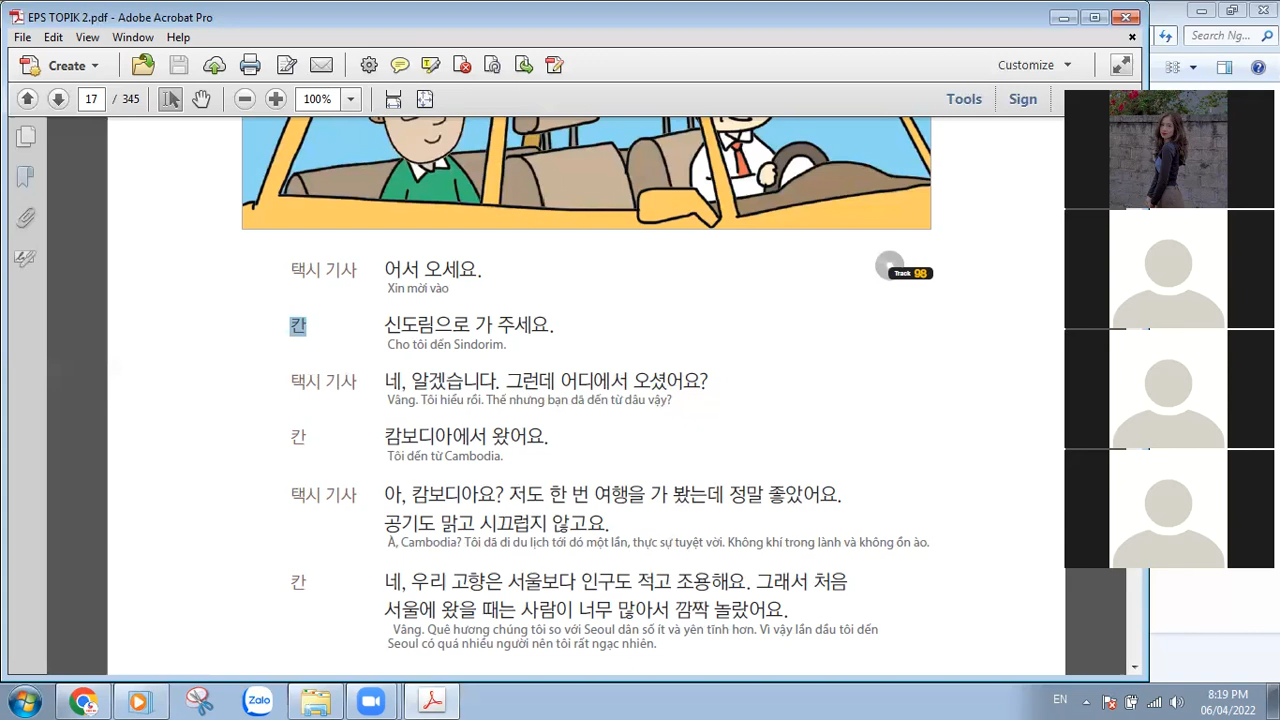 EPS TOPIK 2.pdf - Adobe Acrobat Pro
File Edit View Window Help
Search Ng...
Create
Customize
17 / 345
100%
Tools
Sign
택시 기사 어서 오세요.
Xin mời vào
Track 98
칸 신도림으로 가 주세요.
Cho tôi đến Sindorim.
택시 기사 네, 알겠습니다. 그런데 어디에서 오셨어요?
Vâng. Tôi hiểu rồi. Thế nhưng bạn đã đến từ đâu vậy?
칸 캄보디아에서 왔어요.
Tôi đến từ Cambodia.
택시 기사 아, 캄보디아요? 저도 한 번 여행을 가 봤는데 정말 좋았어요.
공기도 맑고 시끄럽지 않고요.
À, Cambodia? Tôi đã đi du lịch tới đó một lần, thực sự tuyệt vời. Không khí trong lành và không ồn ào.
칸 네, 우리 고향은 서울보다 인구도 적고 조용해요. 그래서 처음
서울에 왔을 때는 사람이 너무 많아서 깜짝 놀랐어요.
Vâng. Quê hương chúng tôi so với Seoul dân số ít và yên tĩnh hơn. Vì vậy lần đầu tôi đến
Seoul có quá nhiều người nên tôi rất ngạc nhiên.
Zalo
EN
8:19 PM
06/04/2022